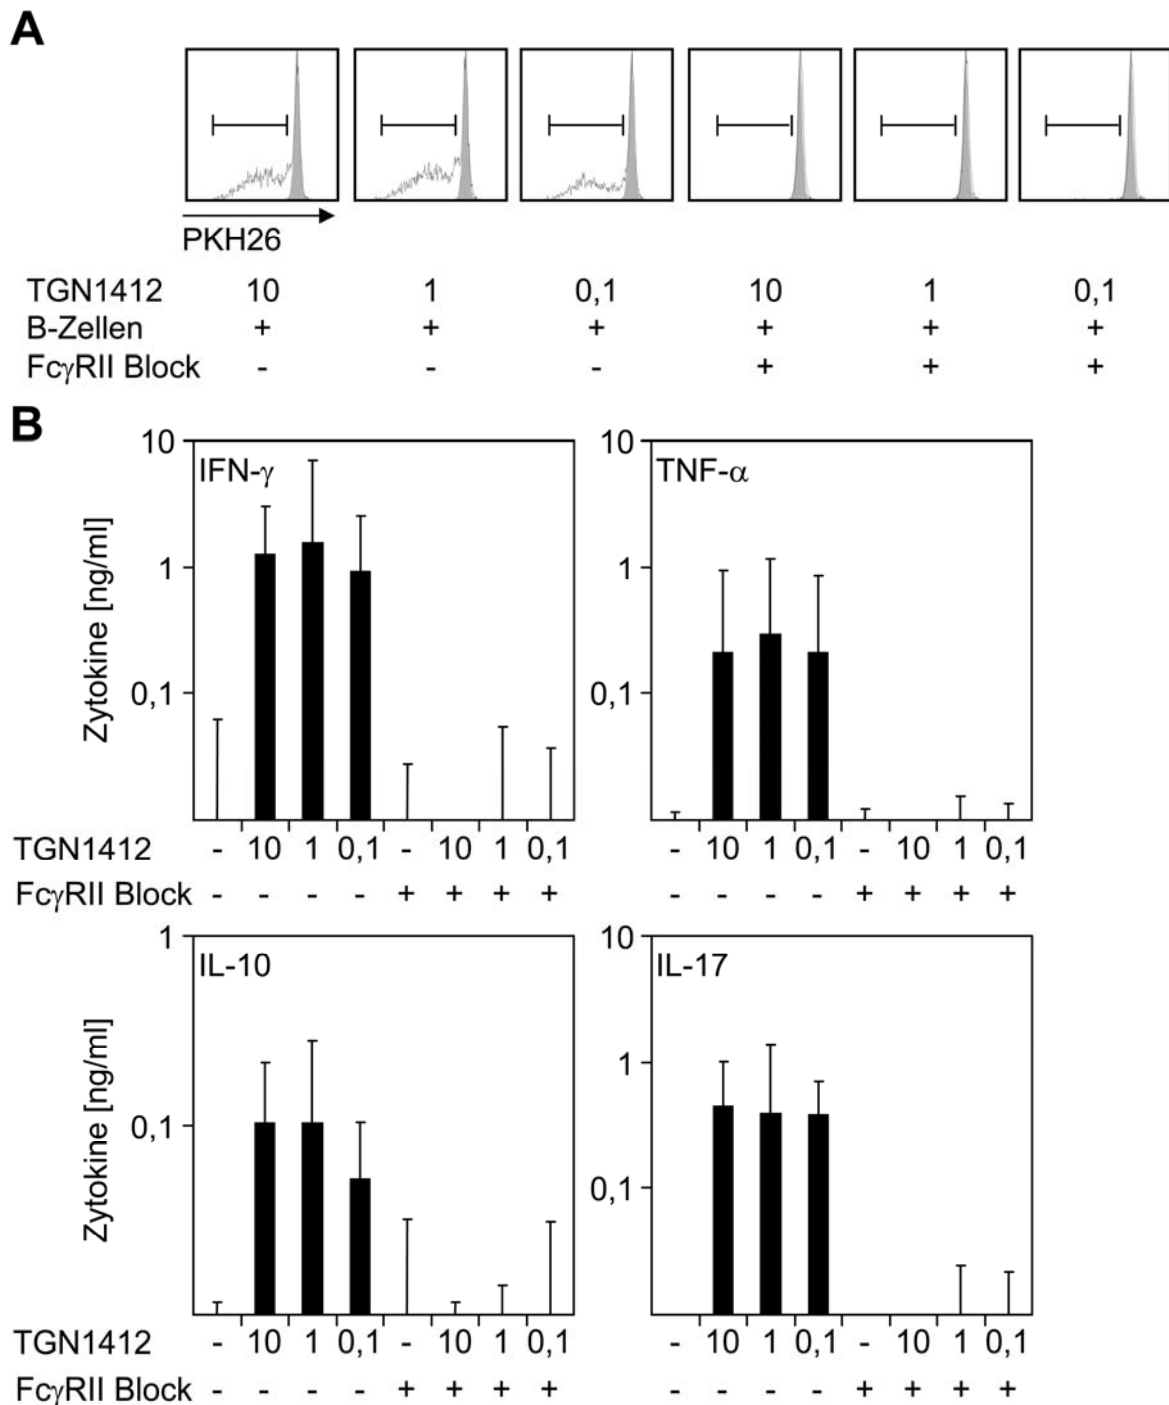 A
PKH26
TGN1412 10 1 0,1 10 1 0,1
B-Zellen + + + + + +
FcγRII Block - - - + + +
B
10 10
IFN-γ TNF-α
Zytokine [ng/ml]
1 1
0,1 0,1
TGN1412 - 10 1 0,1 - 10 1 0,1 - 10 1 0,1 - 10 1 0,1
FcγRII Block - - - - + + + + - - - - + + + +
1 10
IL-10 IL-17
Zytokine [ng/ml]
1
0,1
0,1
TGN1412 - 10 1 0,1 - 10 1 0,1 - 10 1 0,1 - 10 1 0,1
FcγRII Block - - - - + + + + - - - - + + + +